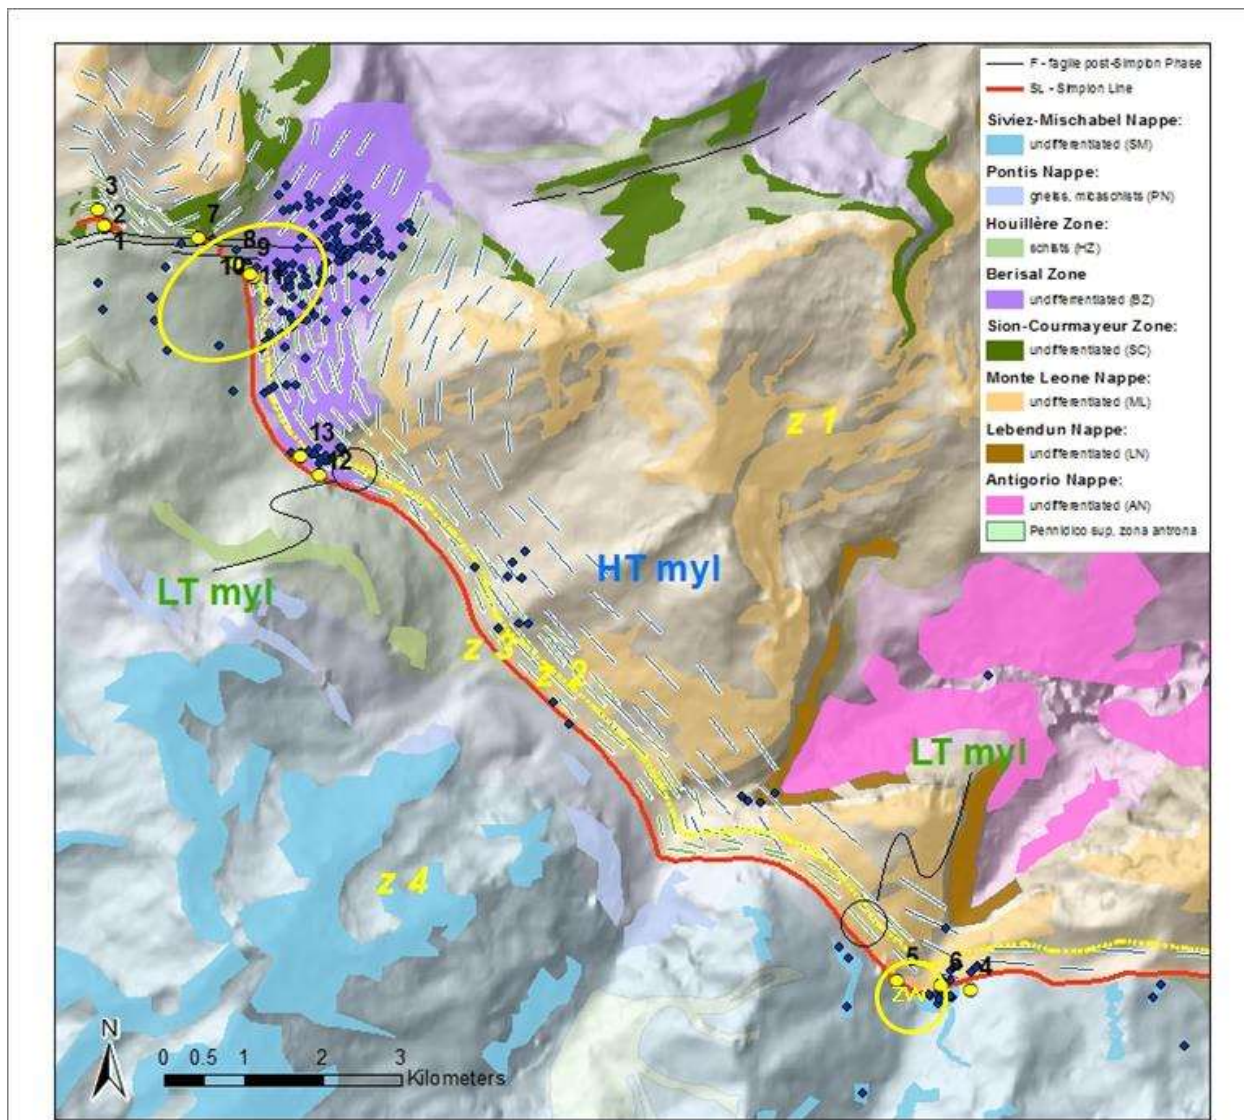 F - fagile post-Simplon Phase
SL - Simplon Line
Siviez-Mischabel Nappe:
undifferentiated (SM)
Pontis Nappe:
gneiss, micaschists (PN)
Houillère Zone:
schists (HZ)
Berisal Zone
undifferrentiated (BZ)
Sion-Courmayeur Zone:
undifferentiated (SC)
Monte Leone Nappe:
undifferentiated (ML)
Lebendun Nappe:
undifferentiated (LN)
Antigorio Nappe:
undifferentiated (AN)
Pennidico sup. zona antrona
3
2
1
7
8
9
10
11
z 1
13
12
HT myl
LT myl
z 3
z 2
LT myl
z 4
5
6
4
ZW
N
0 0.5 1 2 3
Kilometers